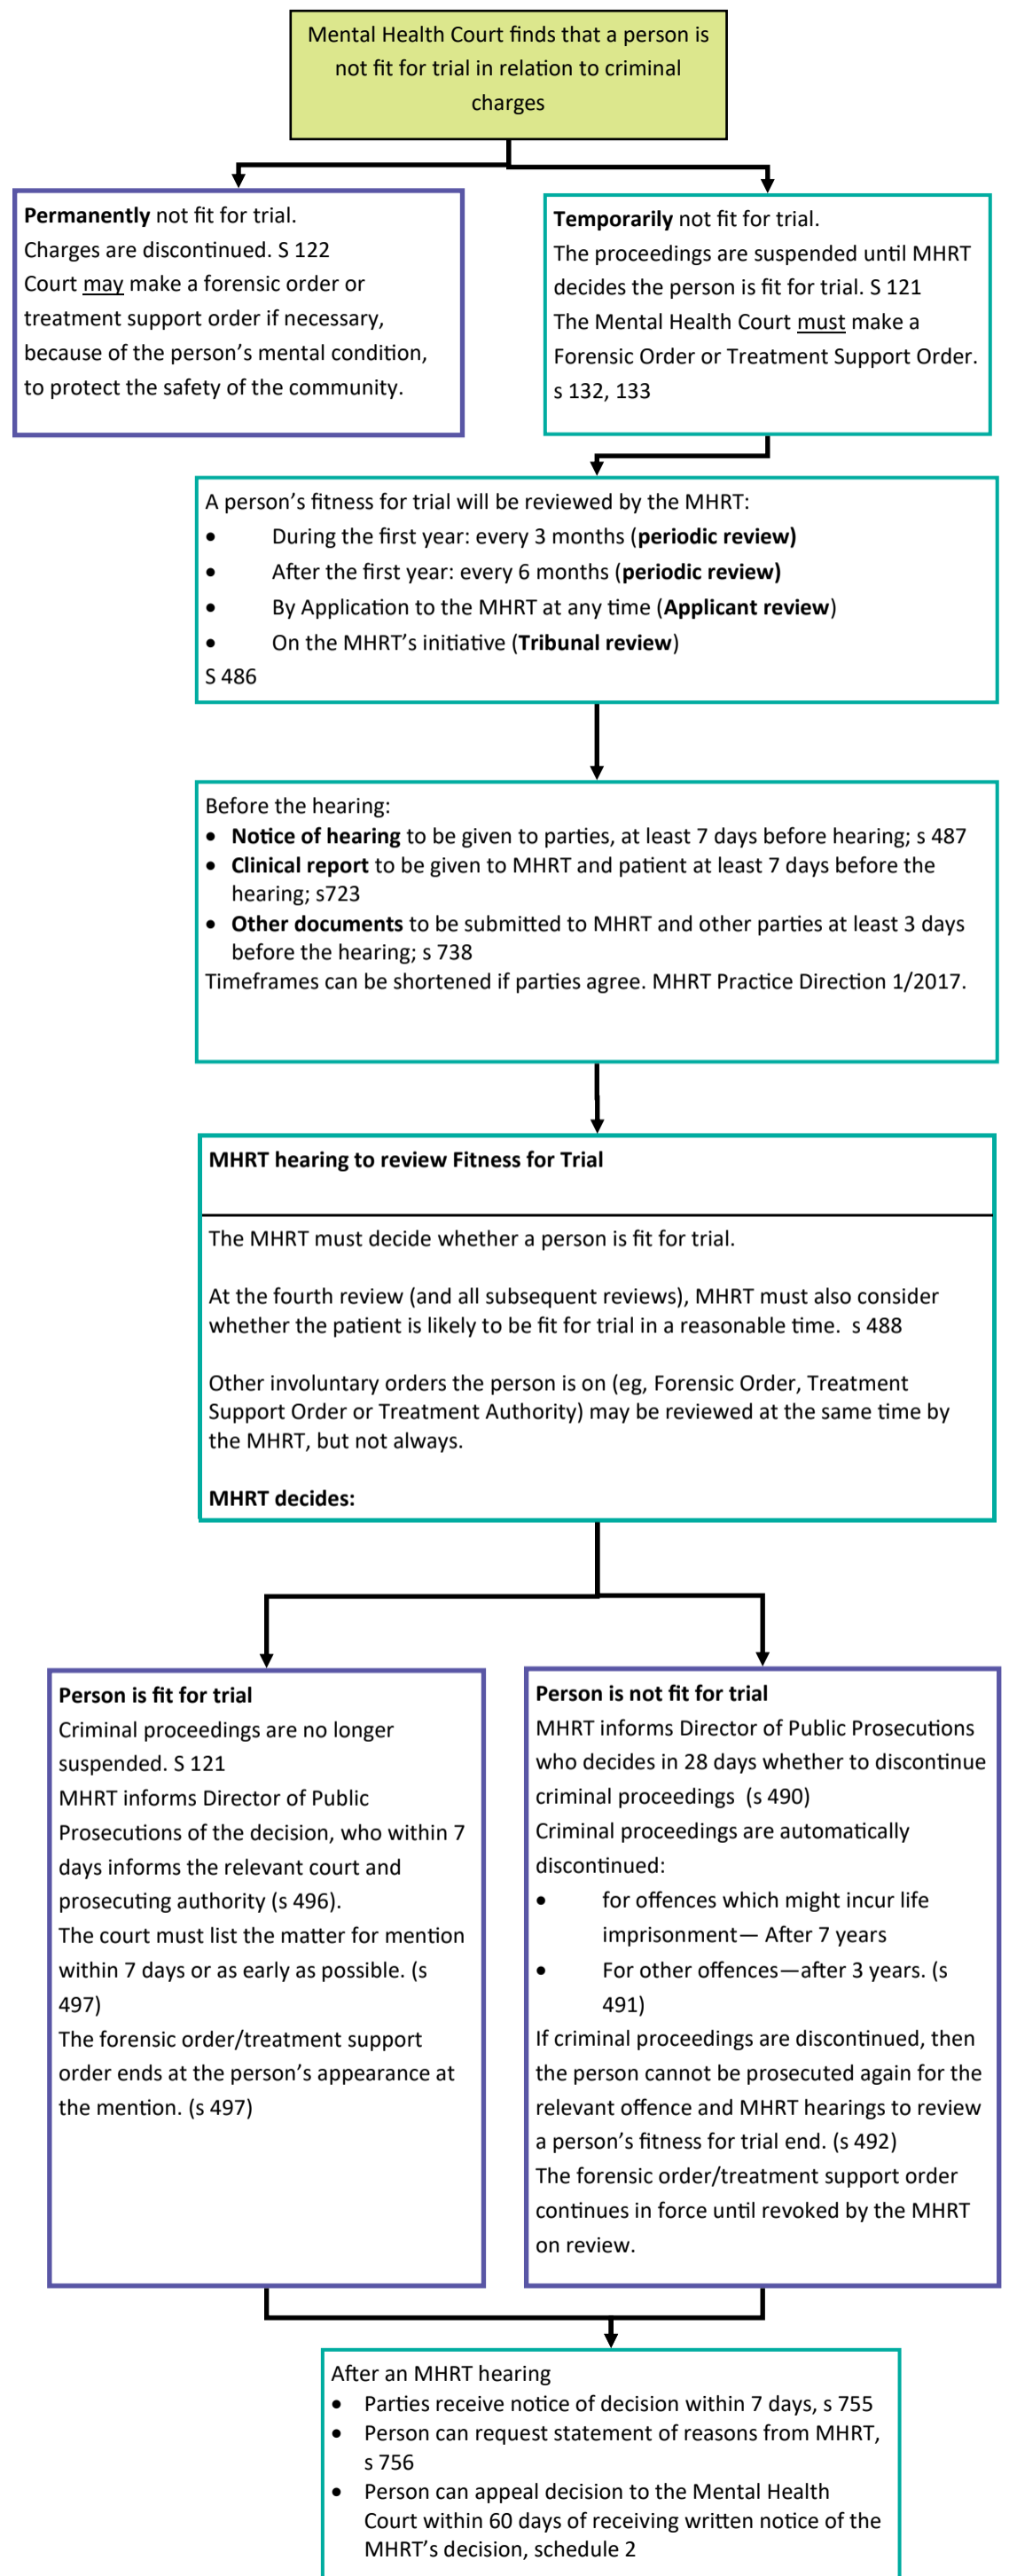 Mental Health Court finds that a person is
not fit for trial in relation to criminal
charges
Permanently not fit for trial.
Charges are discontinued. S 122
Court may make a forensic order or
treatment support order if necessary,
because of the person's mental condition,
to protect the safety of the community.
Temporarily not fit for trial.
The proceedings are suspended until MHRT
decides the person is fit for trial. S 121
The Mental Health Court must make a
Forensic Order or Treatment Support Order.
s 132, 133
A person's fitness for trial will be reviewed by the MHRT:
• During the first year: every 3 months (periodic review)
• After the first year: every 6 months (periodic review)
• By Application to the MHRT at any time (Applicant review)
• On the MHRT's initiative (Tribunal review)
S 486
Before the hearing:
• Notice of hearing to be given to parties, at least 7 days before hearing; s 487
• Clinical report to be given to MHRT and patient at least 7 days before the
hearing; s723
• Other documents to be submitted to MHRT and other parties at least 3 days
before the hearing; s 738
Timeframes can be shortened if parties agree. MHRT Practice Direction 1/2017.
MHRT hearing to review Fitness for Trial
The MHRT must decide whether a person is fit for trial.
At the fourth review (and all subsequent reviews), MHRT must also consider
whether the patient is likely to be fit for trial in a reasonable time. s 488
Other involuntary orders the person is on (eg, Forensic Order, Treatment
Support Order or Treatment Authority) may be reviewed at the same time by
the MHRT, but not always.
MHRT decides:
Person is fit for trial
Criminal proceedings are no longer
suspended. S 121
MHRT informs Director of Public
Prosecutions of the decision, who within 7
days informs the relevant court and
prosecuting authority (s 496).
The court must list the matter for mention
within 7 days or as early as possible. (s
497)
The forensic order/treatment support
order ends at the person's appearance at
the mention. (s 497)
Person is not fit for trial
MHRT informs Director of Public Prosecutions
who decides in 28 days whether to discontinue
criminal proceedings (s 490)
Criminal proceedings are automatically
discontinued:
• for offences which might incur life
imprisonment— After 7 years
• For other offences—after 3 years. (s
491)
If criminal proceedings are discontinued, then
the person cannot be prosecuted again for the
relevant offence and MHRT hearings to review
a person's fitness for trial end. (s 492)
The forensic order/treatment support order
continues in force until revoked by the MHRT
on review.
After an MHRT hearing
• Parties receive notice of decision within 7 days, s 755
• Person can request statement of reasons from MHRT,
s 756
• Person can appeal decision to the Mental Health
Court within 60 days of receiving written notice of the
MHRT's decision, schedule 2